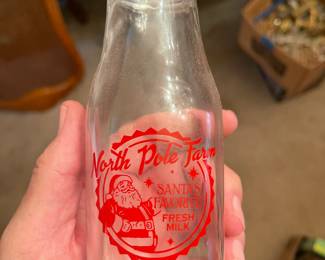 North Pole Farm
SANTA'S
FAVORITE
FRESH
MILK